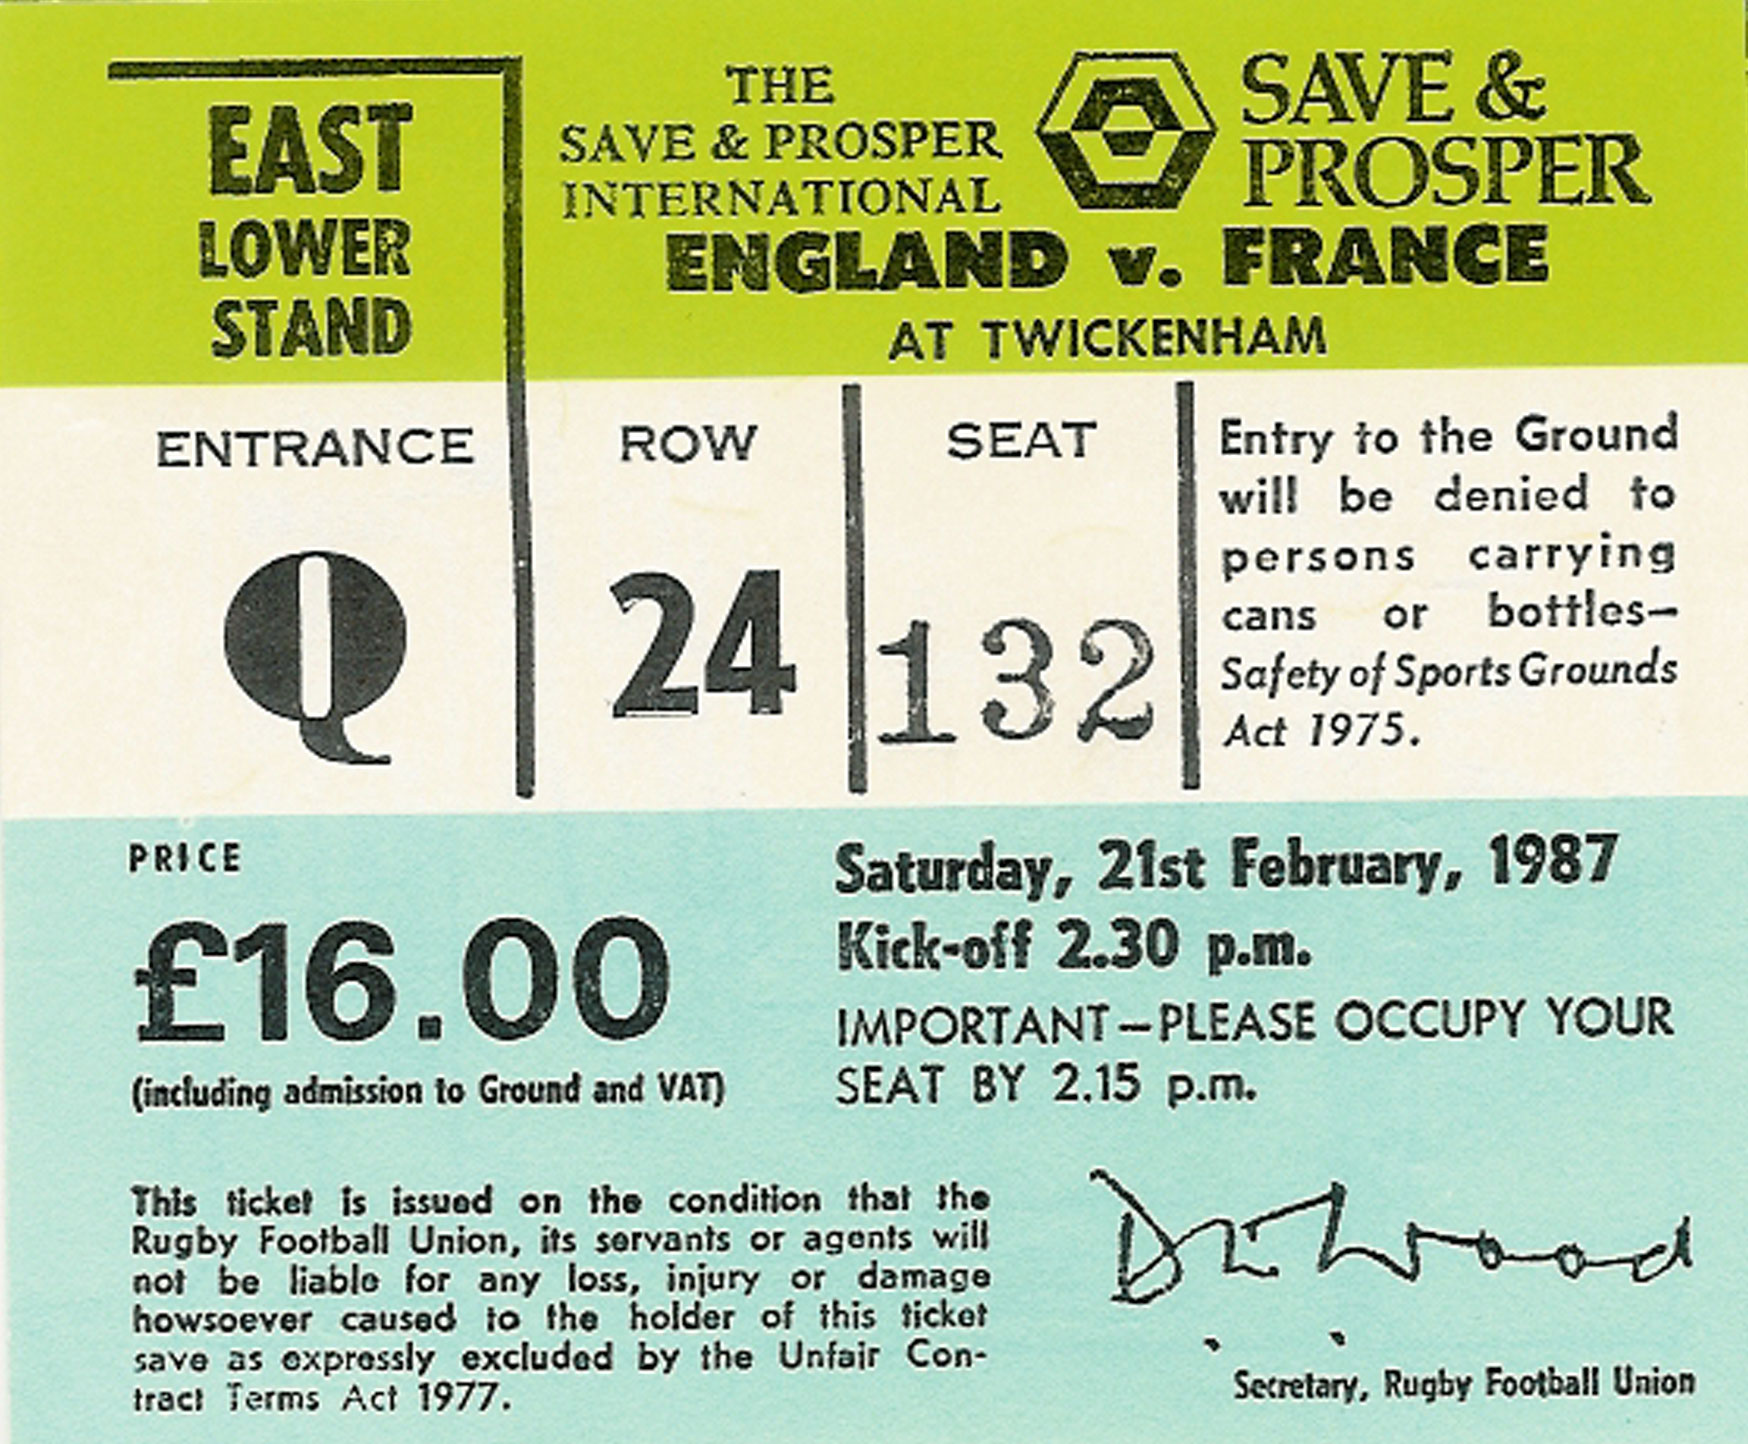 EAST
LOWER
STAND
THE
SAVE & PROSPER
INTERNATIONAL
SAVE &
PROSPER
ENGLAND v. FRANCE
AT TWICKENHAM
ENTRANCE
Q
ROW
24
SEAT
132
Entry to the Ground
will be denied to
persons carrying
cans or bottles—
Safety of Sports Grounds
Act 1975.
PRICE
£16.00
(including admission to Ground and VAT)
Saturday, 21st February, 1987
Kick-off 2.30 p.m.
IMPORTANT—PLEASE OCCUPY YOUR
SEAT BY 2.15 p.m.
This ticket is issued on the condition that the
Rugby Football Union, its servants or agents will
not be liable for any loss, injury or damage
howsoever caused to the holder of this ticket
save as expressly excluded by the Unfair Con-
tract Terms Act 1977.
Wood
Secretary, Rugby Football Union